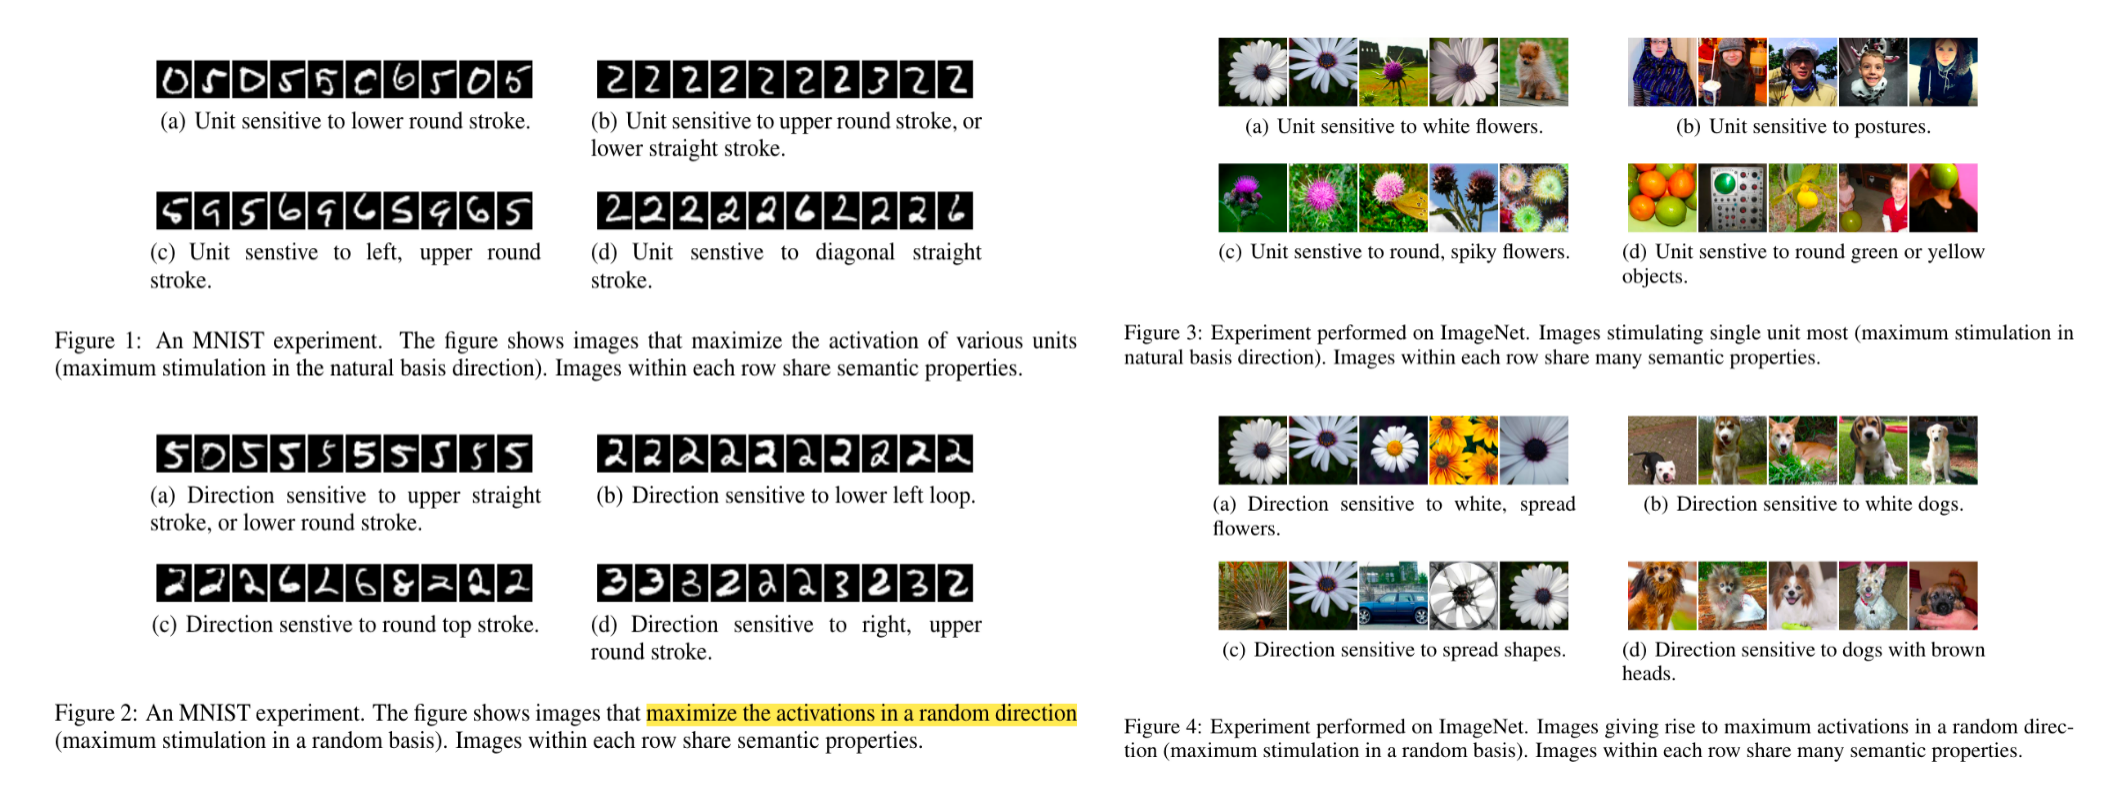 (a) Unit sensitive to lower round stroke.
(b) Unit sensitive to upper round stroke, or
lower straight stroke.
(c) Unit senstive to left, upper round
stroke.
(d) Unit senstive to diagonal straight
stroke.
Figure 1: An MNIST experiment. The figure shows images that maximize the activation of various units
(maximum stimulation in the natural basis direction). Images within each row share semantic properties.
(a) Direction sensitive to upper straight
stroke, or lower round stroke.
(b) Direction sensitive to lower left loop.
(c) Direction senstive to round top stroke.
(d) Direction sensitive to right, upper
round stroke.
Figure 2: An MNIST experiment. The figure shows images that maximize the activations in a random direction
(maximum stimulation in a random basis). Images within each row share semantic properties.
(a) Unit sensitive to white flowers.
(b) Unit sensitive to postures.
(c) Unit senstive to round, spiky flowers.
(d) Unit senstive to round green or yellow
objects.
Figure 3: Experiment performed on ImageNet. Images stimulating single unit most (maximum stimulation in
natural basis direction). Images within each row share many semantic properties.
(a) Direction sensitive to white, spread
flowers.
(b) Direction sensitive to white dogs.
(c) Direction sensitive to spread shapes.
(d) Direction sensitive to dogs with brown
heads.
Figure 4: Experiment performed on ImageNet. Images giving rise to maximum activations in a random direc-
tion (maximum stimulation in a random basis). Images within each row share many semantic properties.